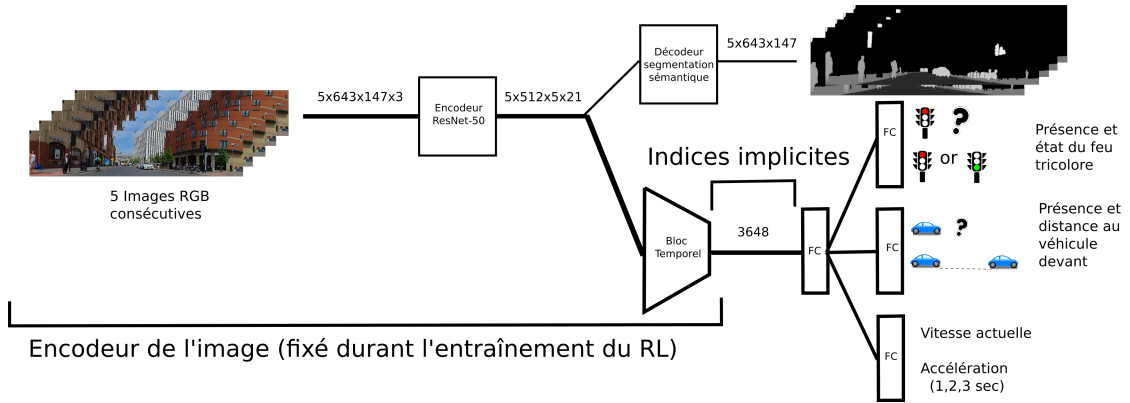 5x643x147x3
Encodeur
ResNet-50
5x512x5x21
Décodeur
segmentation
sémantique
5x643x147
5 Images RGB
consécutives
Indices implicites
Bloc
Temporel
3648
FC
FC
?
or
Présence et
état du feu
tricolore
FC
?
Présence et
distance au
véhicule
devant
FC
Vitesse actuelle
Accélération
(1,2,3 sec)
Encodeur de l'image (fixé durant l'entraînement du RL)